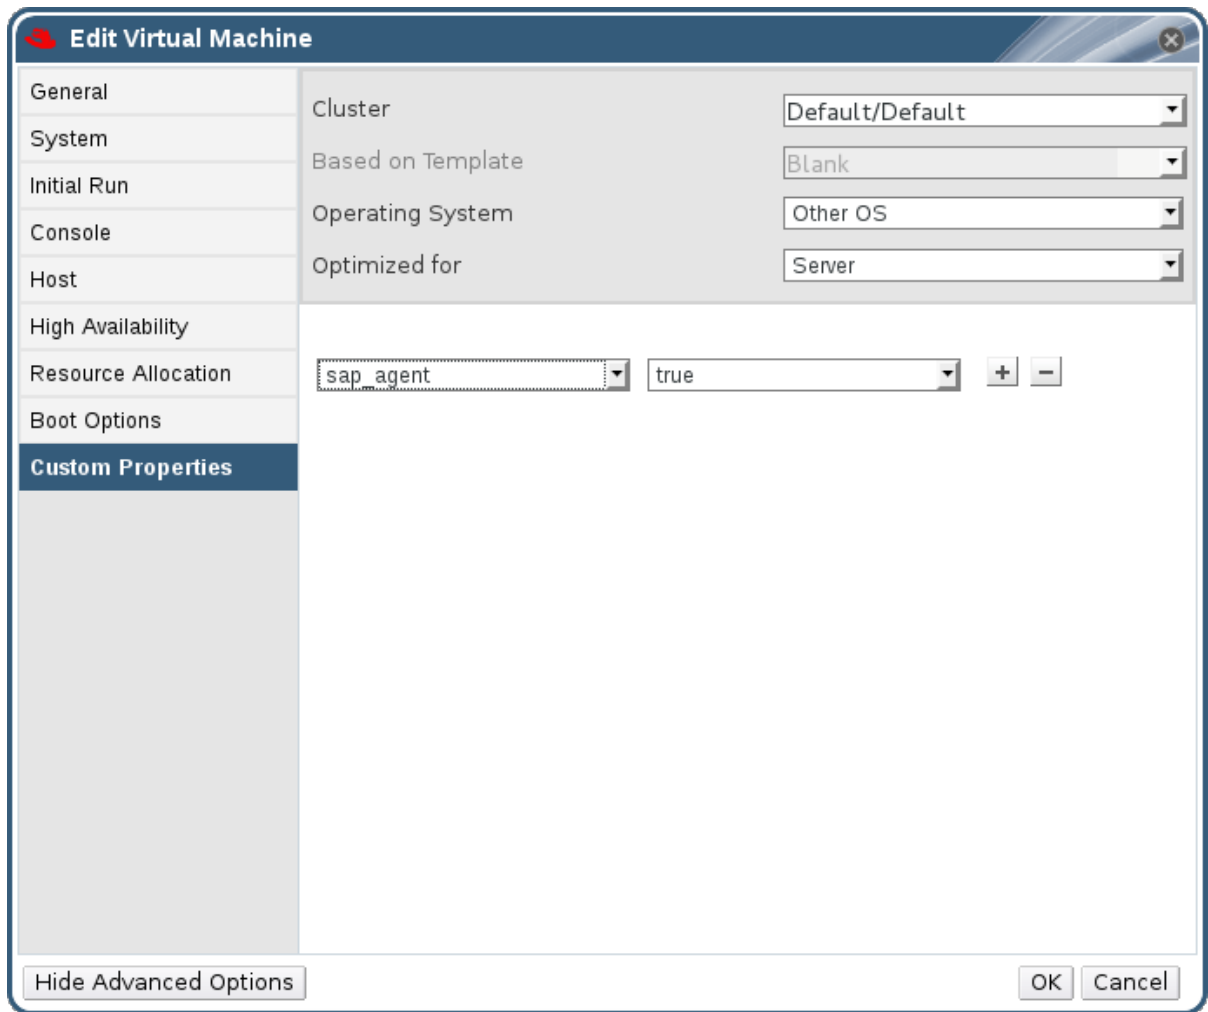 Edit Virtual Machine
General
System
Initial Run
Console
Host
High Availability
Resource Allocation
Boot Options
Custom Properties
Cluster
Default/Default
Based on Template
Blank
Operating System
Other OS
Optimized for
Server
sap_agent
true
+
−
Hide Advanced Options
OK
Cancel